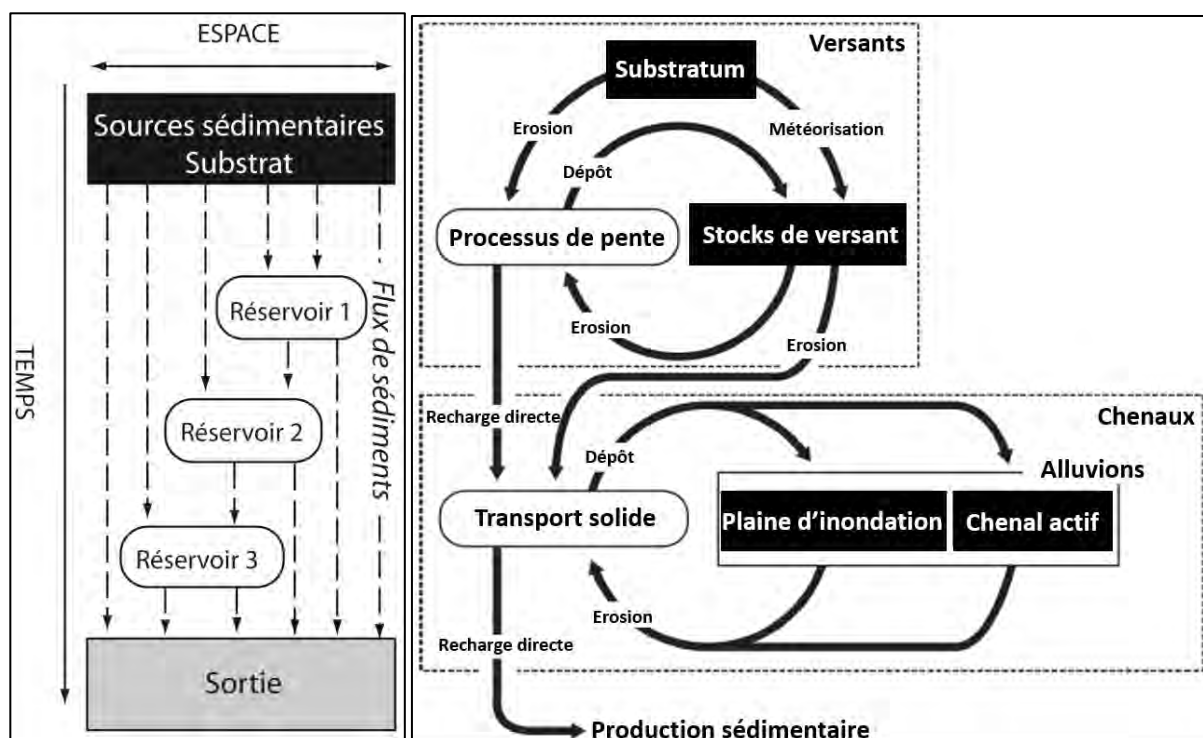 ESPACE
TEMPS
Sources sédimentaires
Substrat
Flux de sédiments
Réservoir 1
Réservoir 2
Réservoir 3
Sortie
Versants
Substratum
Erosion
Météorisation
Dépôt
Processus de pente
Stocks de versant
Erosion
Erosion
Recharge directe
Chenaux
Dépôt
Alluvions
Transport solide
Plaine d'inondation
Chenal actif
Erosion
Recharge directe
Production sédimentaire